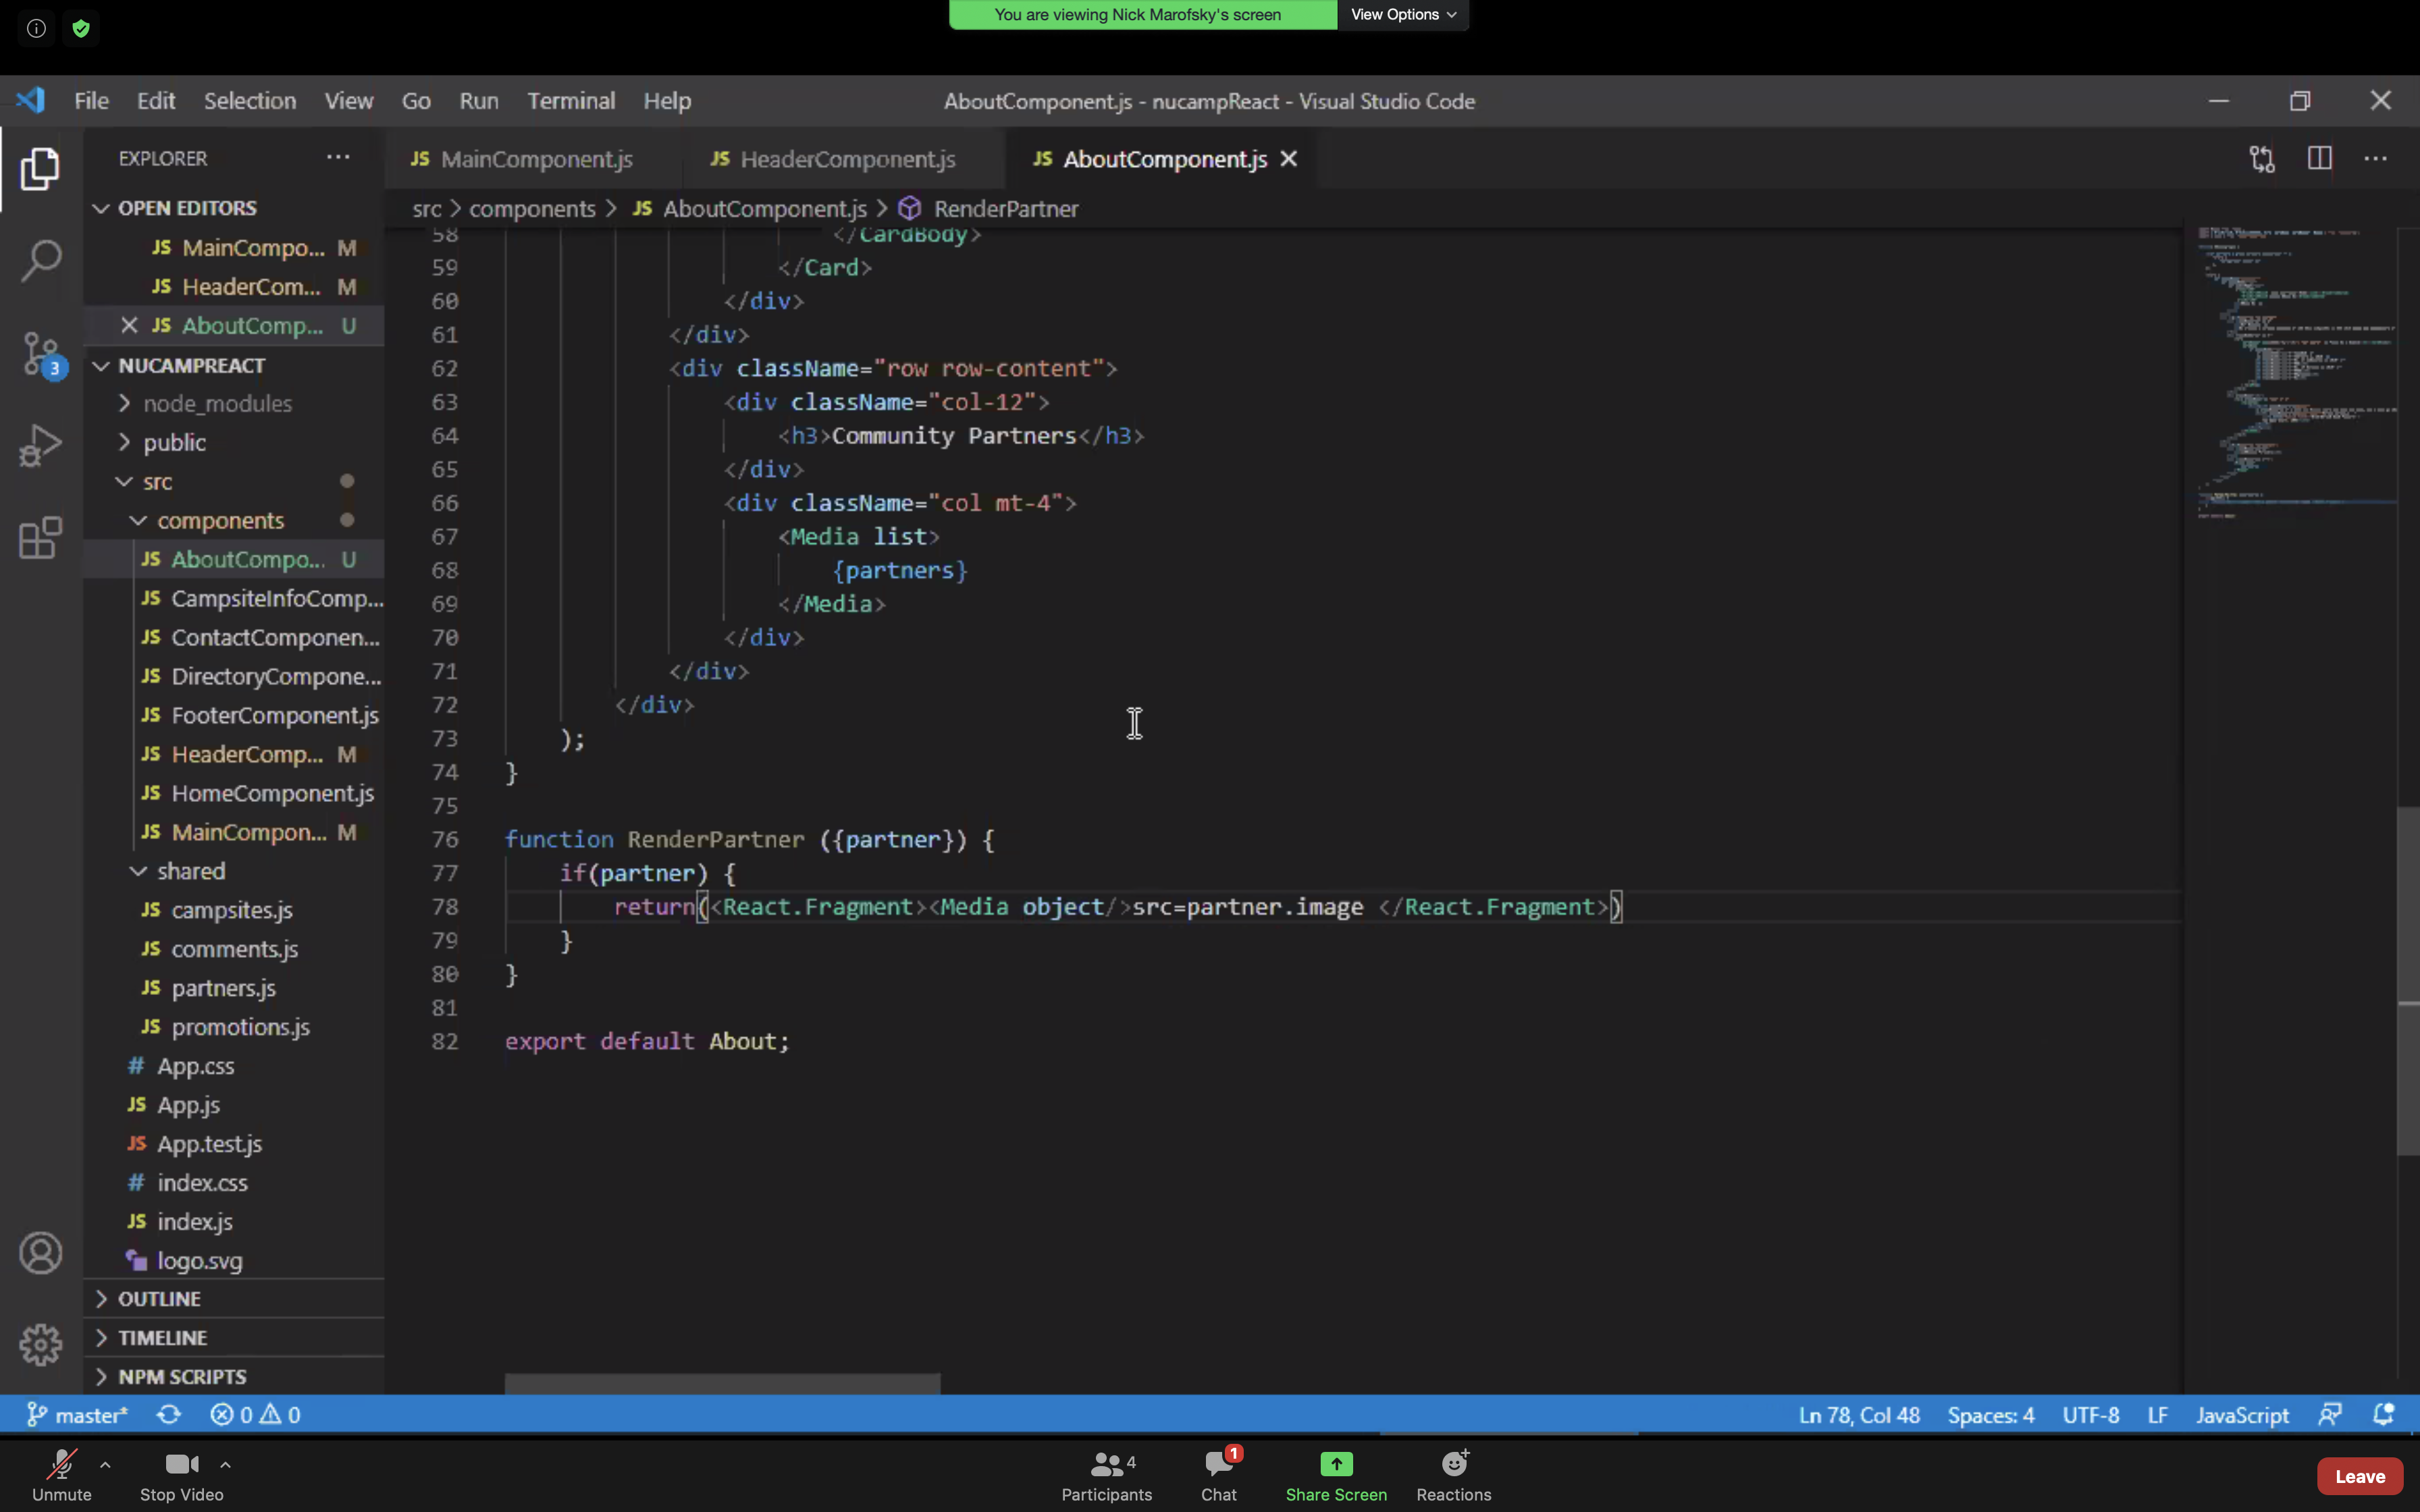 You are viewing Nick Marofsky's screen View Options
File Edit Selection View Go Run Terminal Help AboutComponent.js - nucampReact - Visual Studio Code
EXPLORER
OPEN EDITORS
JS MainCompo... M
JS HeaderCom... M
JS AboutComp... U
NUCAMPREACT
node_modules
public
src
components
JS AboutCompo... U
JS CampsiteInfoComp...
JS ContactComponen...
JS DirectoryCompone...
JS FooterComponent.js
JS HeaderComp... M
JS HomeComponent.js
JS MainCompon... M
shared
JS campsites.js
JS comments.js
JS partners.js
JS promotions.js
# App.css
JS App.js
JS App.test.js
# index.css
JS index.js
logo.svg
OUTLINE
TIMELINE
NPM SCRIPTS
3
JS MainComponent.js JS HeaderComponent.js JS AboutComponent.js
src > components > JS AboutComponent.js > RenderPartner
58 </CardBody>
59 </Card>
60 </div>
61 </div>
62 <div className="row row-content">
63 <div className="col-12">
64 <h3>Community Partners</h3>
65 </div>
66 <div className="col mt-4">
67 <Media list>
68 {partners}
69 </Media>
70 </div>
71 </div>
72 </div>
73 );
74 }
75
76 function RenderPartner ({partner}) {
77 if(partner) {
78 return(<React.Fragment><Media object/>src=partner.image </React.Fragment>)
79 }
80 }
81
82 export default About;
master* 0 0 Ln 78, Col 48 Spaces: 4 UTF-8 LF JavaScript
Unmute Stop Video Participants 4 Chat 1 Share Screen Reactions Leave